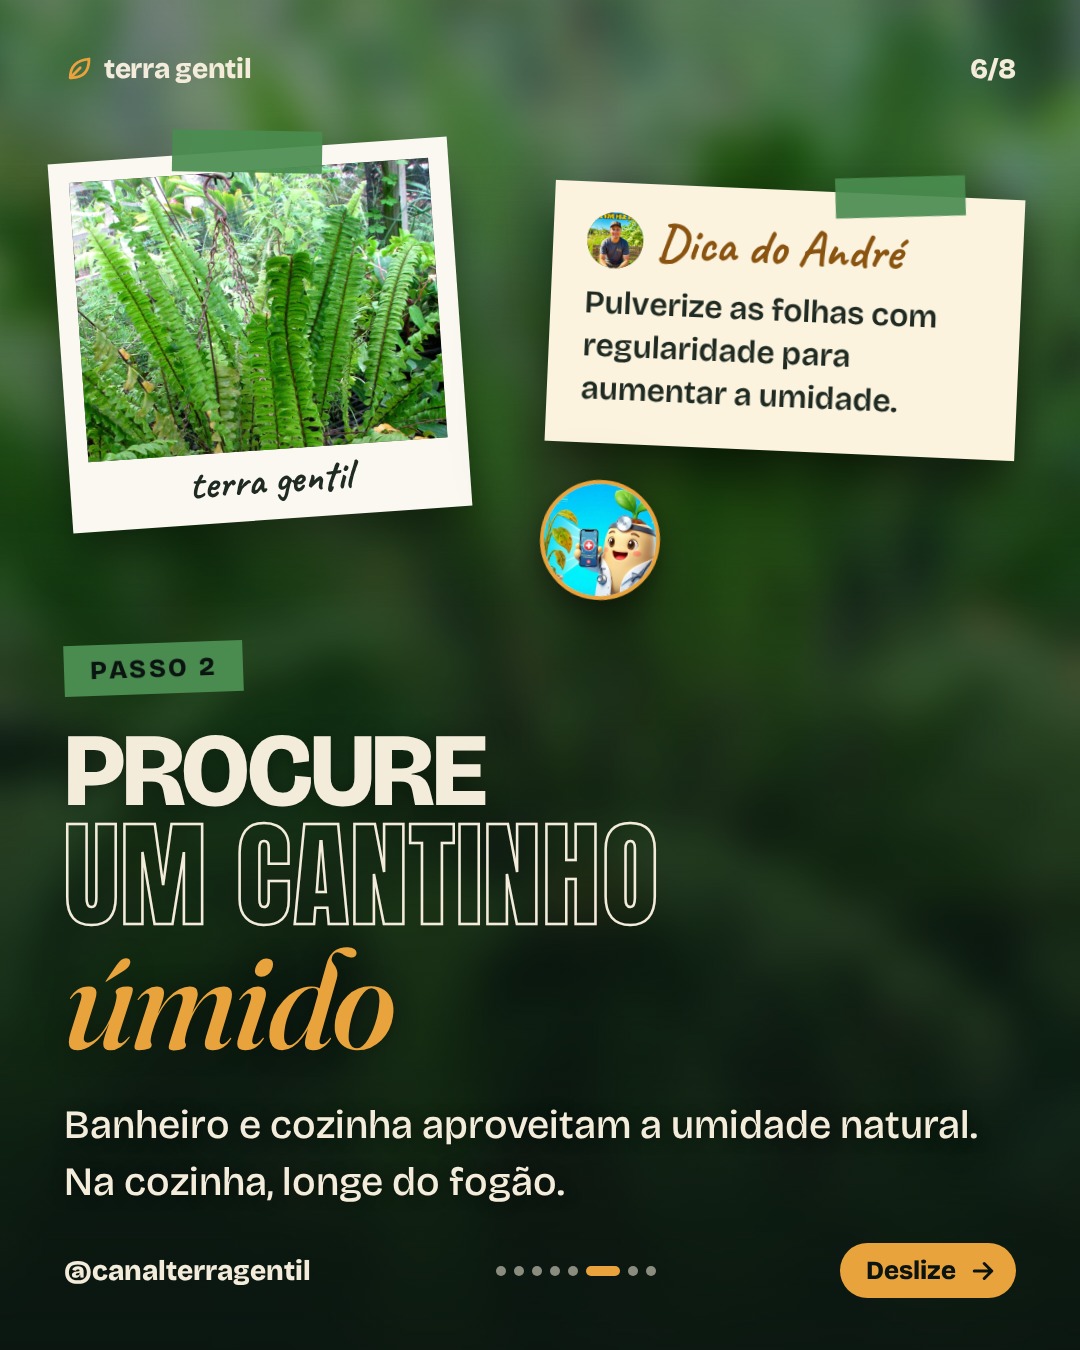 terra gentil
6/8
terra gentil
Dica do André
Pulverize as folhas com
regularidade para
aumentar a umidade.
PASSO 2
PROCURE
UM CANTINHO
úmido
Banheiro e cozinha aproveitam a umidade natural.
Na cozinha, longe do fogão.
@canalterragentil
Deslize →